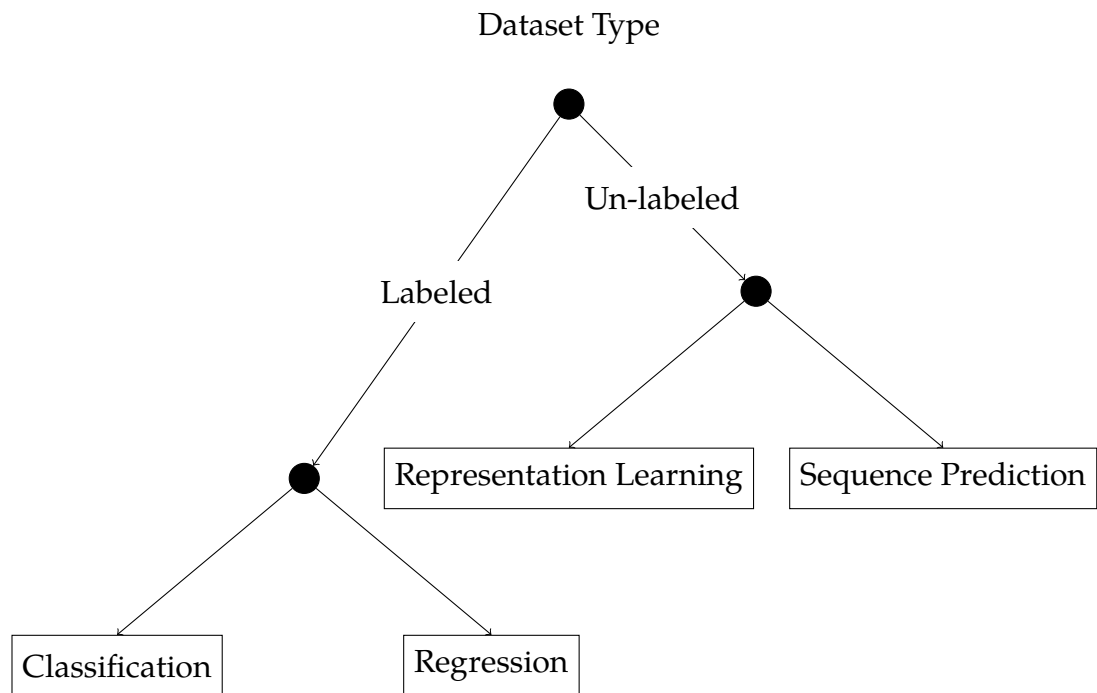 Dataset Type
Un-labeled
Labeled
Representation Learning
Sequence Prediction
Classification
Regression